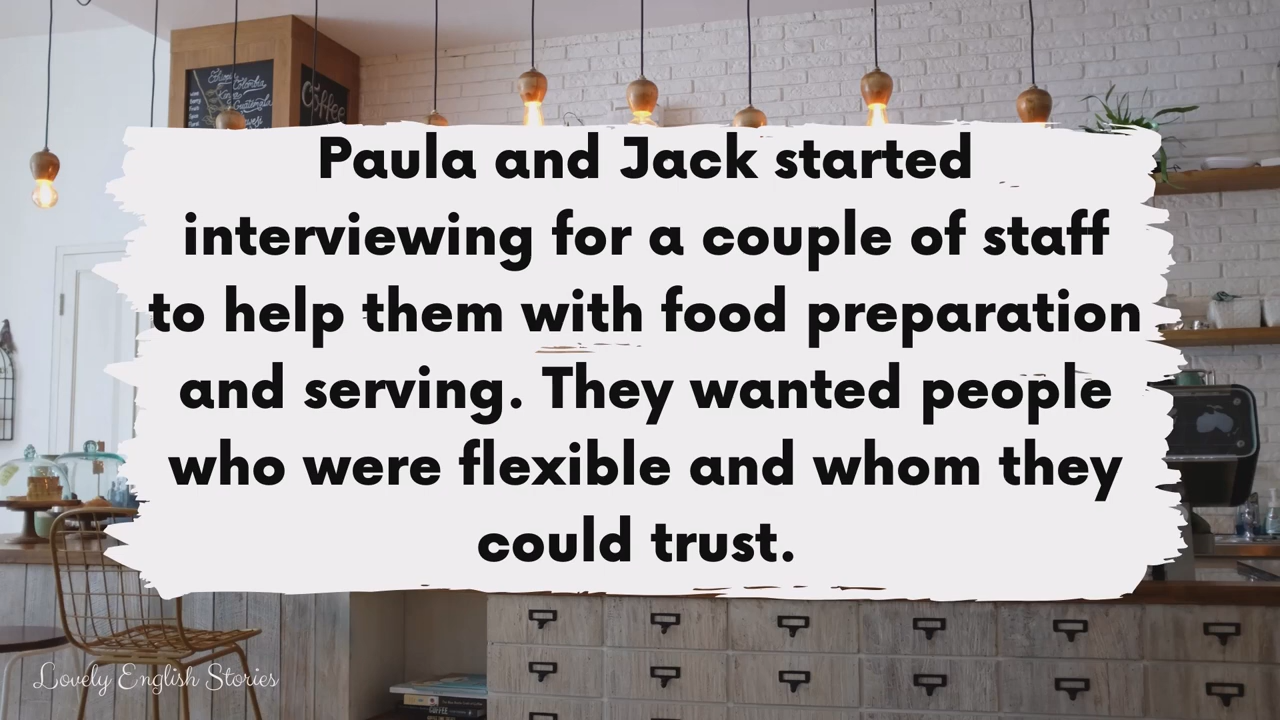 Paula and Jack started
interviewing for a couple of staff
to help them with food preparation
and serving. They wanted people
who were flexible and whom they
could trust.
Coffee
Lovely English Stories